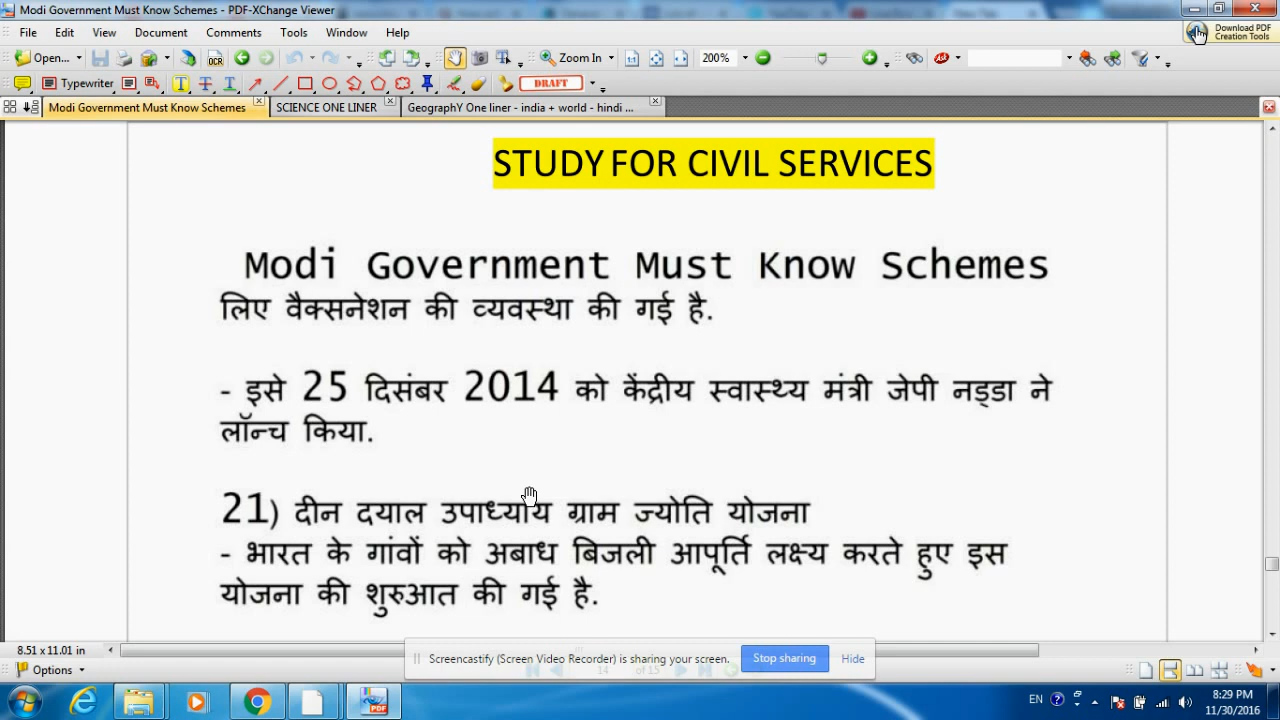 Modi Government Must Know Schemes - PDF-XChange Viewer
File Edit View Document Comments Tools Window Help
Download PDF
Creation Tools
Open... OCR Zoom In 200%
Typewriter DRAFT
Modi Government Must Know Schemes SCIENCE ONE LINER GeographY One liner - india + world - hindi ...
STUDY FOR CIVIL SERVICES
Modi Government Must Know Schemes
लिए वैक्सनेशन की व्यवस्था की गई है.
- इसे 25 दिसंबर 2014 को केंद्रीय स्वास्थ्य मंत्री जेपी नड्डा ने
लॉन्च किया.
21) दीन दयाल उपाध्याय ग्राम ज्योति योजना
- भारत के गांवों को अबाध बिजली आपूर्ति लक्ष्य करते हुए इस
योजना की शुरुआत की गई है.
8.51 x 11.01 in
Screencastify (Screen Video Recorder) is sharing your screen. Stop sharing Hide
Options 14 of 15
EN 8:29 PM
11/30/2016